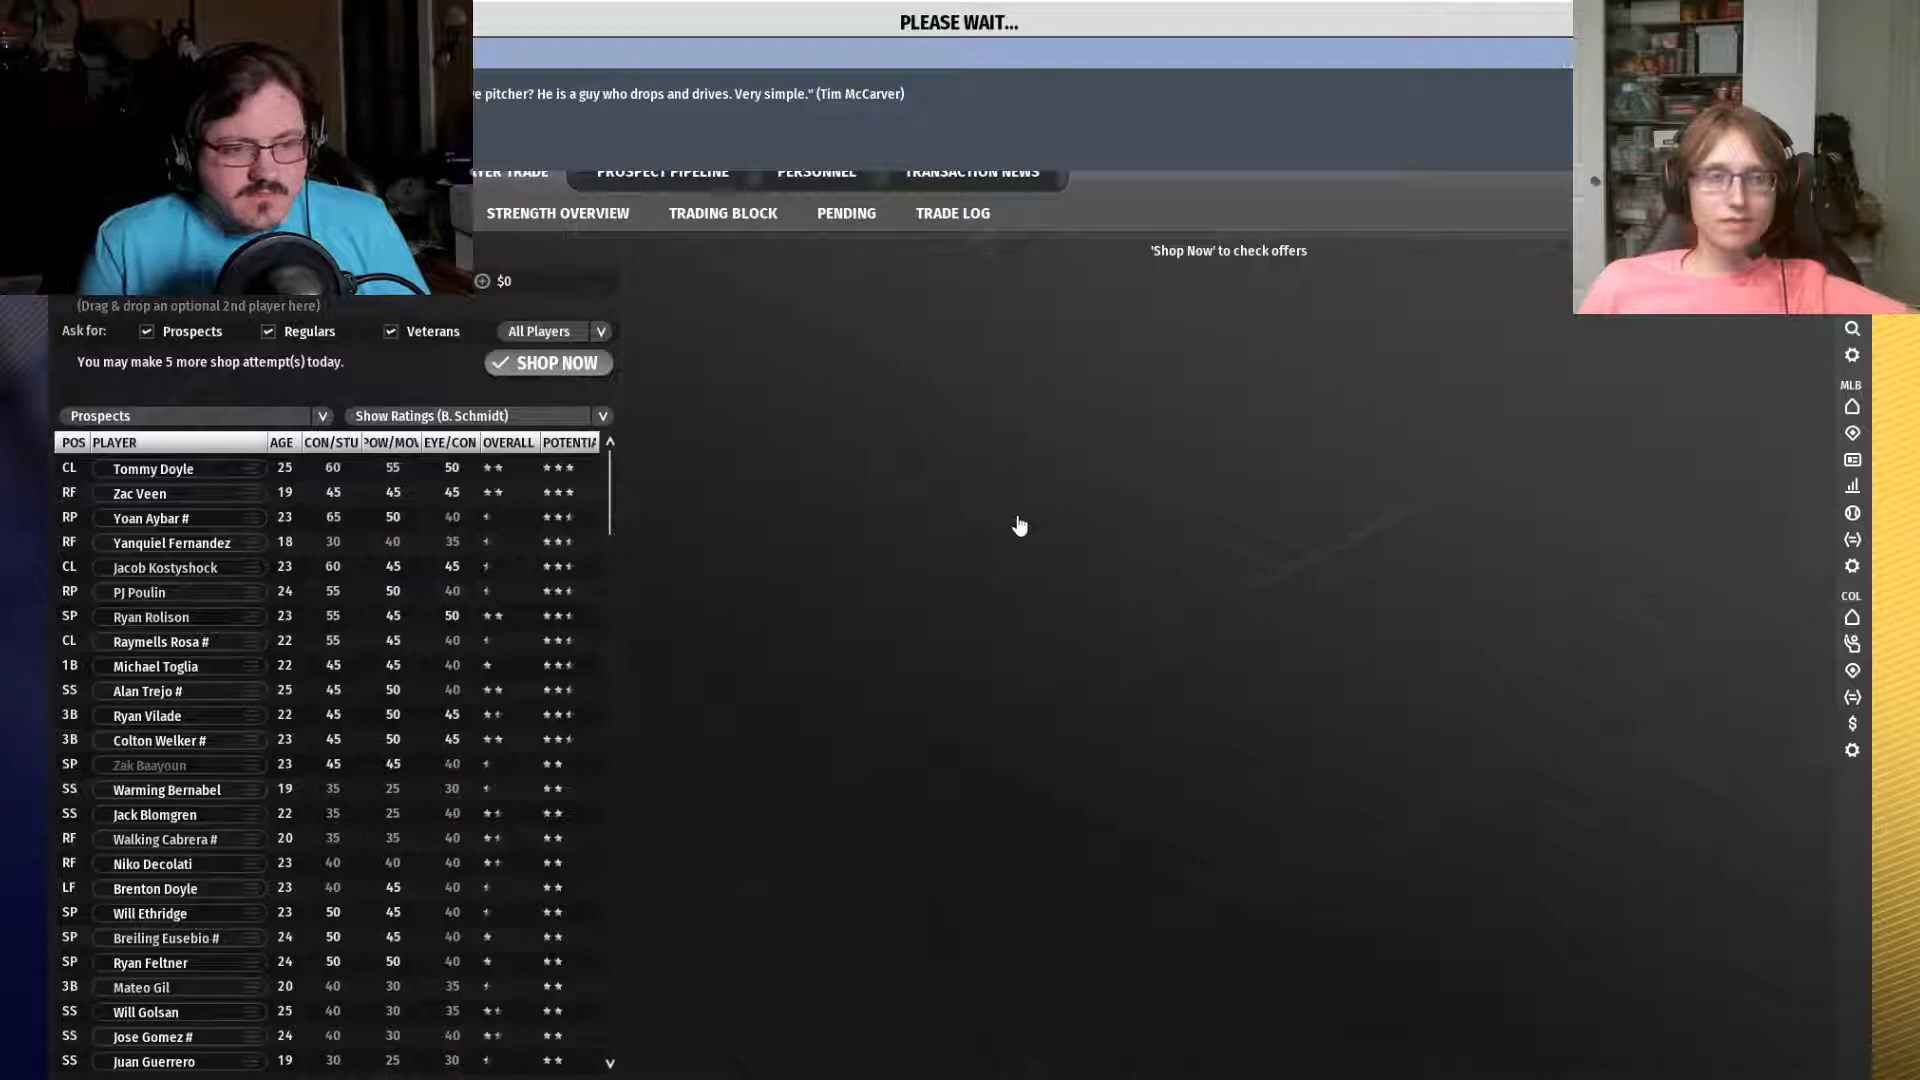 PLEASE WAIT...
e pitcher? He is a guy who drops and drives. Very simple." (Tim McCarver)
YER TRADE PROSPECT PIPELINE PERSONNEL TRANSACTION NEWS
STRENGTH OVERVIEW TRADING BLOCK PENDING TRADE LOG
'Shop Now' to check offers
$0
(Drag & drop an optional 2nd player here)
Ask for: Prospects Regulars Veterans All Players
You may make 5 more shop attempt(s) today. SHOP NOW
Prospects Show Ratings (B. Schmidt)
POS PLAYER AGE CON/STU POW/MOV EYE/CON OVERALL POTENTIA
CL Tommy Doyle 25 60 55 50
RF Zac Veen 19 45 45 45
RP Yoan Aybar # 23 65 50 40
RF Yanquiel Fernandez 18 30 40 35
CL Jacob Kostyshock 23 60 45 45
RP PJ Poulin 24 55 50 40
SP Ryan Rolison 23 55 45 50
CL Raymells Rosa # 22 55 45 40
1B Michael Toglia 22 45 45 40
SS Alan Trejo # 25 45 50 40
3B Ryan Vilade 22 45 50 45
3B Colton Welker # 23 45 50 45
SP Zak Baayoun 23 45 45 40
SS Warming Bernabel 19 35 25 30
SS Jack Blomgren 22 35 25 40
RF Walking Cabrera # 20 35 35 40
RF Niko Decolati 23 40 40 40
LF Brenton Doyle 23 40 45 40
SP Will Ethridge 23 50 45 40
SP Breiling Eusebio # 24 50 45 40
SP Ryan Feltner 24 50 50 40
3B Mateo Gil 20 40 30 35
SS Will Golsan 25 40 30 35
SS Jose Gomez # 24 40 30 40
SS Juan Guerrero 19 30 25 30
MLB
COL